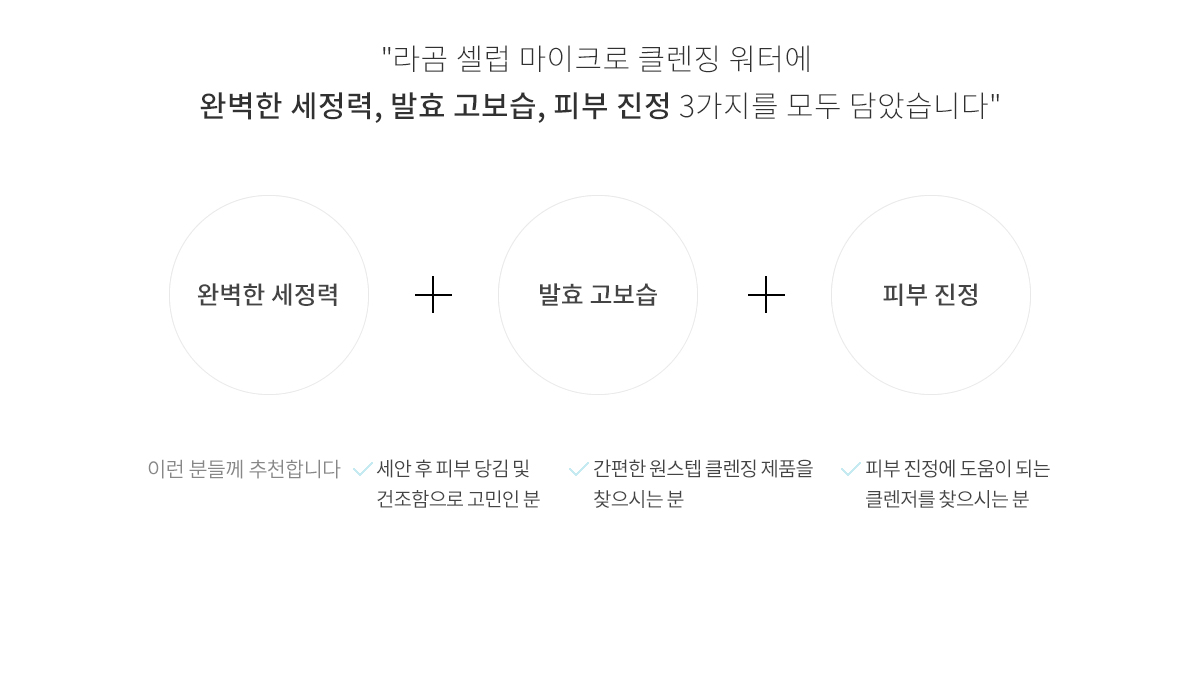 "라곰 셀럽 마이크로 클렌징 워터에
완벽한 세정력, 발효 고보습, 피부 진정 3가지를 모두 담았습니다"
완벽한 세정력
발효 고보습
피부 진정
이런 분들께 추천합니다
세안 후 피부 당김 및
건조함으로 고민인 분
간편한 원스텝 클렌징 제품을
찾으시는 분
피부 진정에 도움이 되는
클렌저를 찾으시는 분